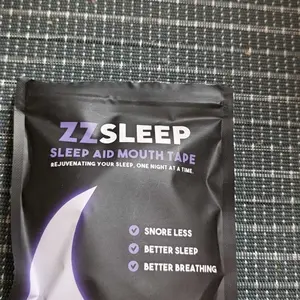 ZZSLEEP
SLEEP AID MOUTH TAPE
REJUVENATING YOUR SLEEP, ONE NIGHT AT A TIME.
SNORE LESS
BETTER SLEEP
BETTER BREATHING